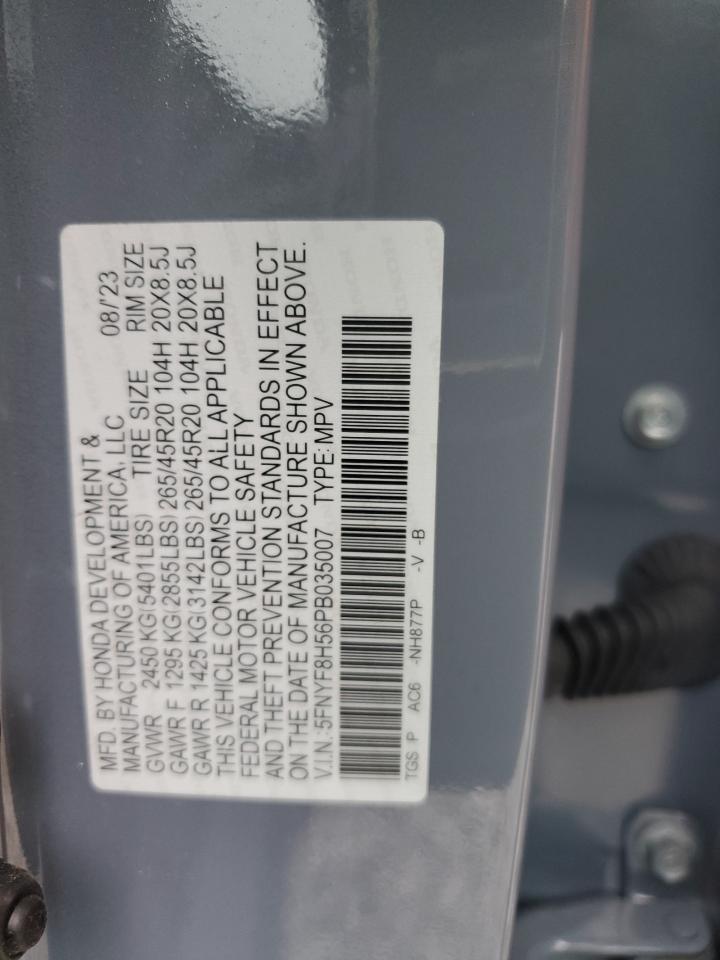 MFD. BY HONDA DEVELOPMENT &
MANUFACTURING OF AMERICA, LLC 08/'23
GVWR 2450 KG(5401LBS) TIRE SIZE RIM SIZE
GAWR F 1295 KG(2855LBS) 265/45R20 104H 20X8.5J
GAWR R 1425 KG(3142LBS) 265/45R20 104H 20X8.5J
THIS VEHICLE CONFORMS TO ALL APPLICABLE
FEDERAL MOTOR VEHICLE SAFETY
AND THEFT PREVENTION STANDARDS IN EFFECT
ON THE DATE OF MANUFACTURE SHOWN ABOVE.
V.I.N.:5FNYF8H56PB035007 TYPE: MPV
TGS P AC6 -NH877P -V -B